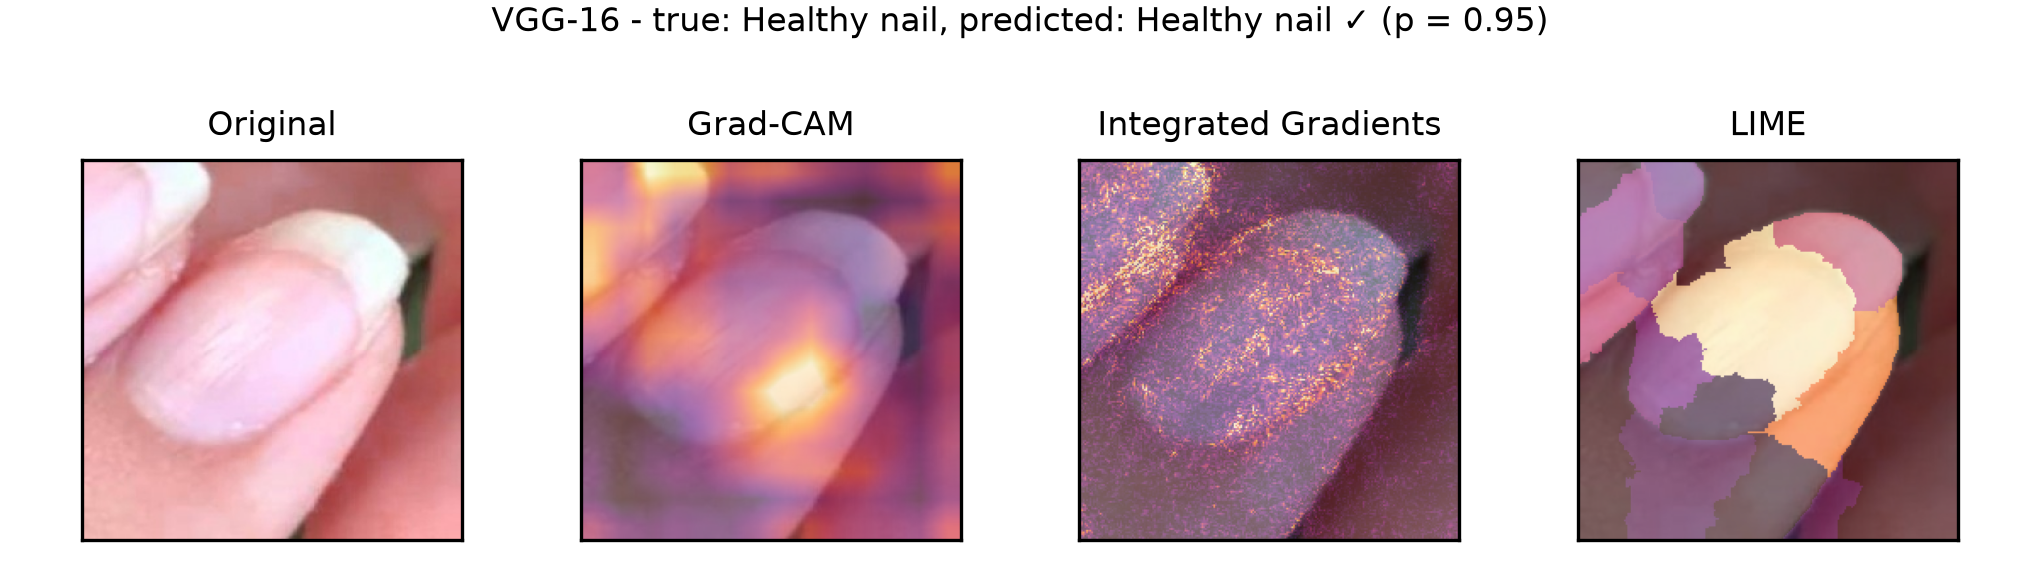 VGG-16 - true: Healthy nail, predicted: Healthy nail ✓ (p = 0.95)
Original
Grad-CAM
Integrated Gradients
LIME